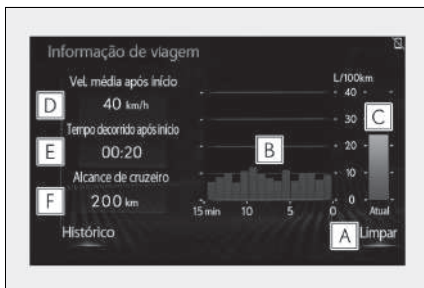 Informação de viagem
Vel. média após início
L/100km
D
40 km/h
40
C
Tempo decorrido após início
30
E
00:20
B
20
Alcance de cruzeiro
10
F
200 km
0
15 min 10 5 0 Atual
Histórico
A
Limpar